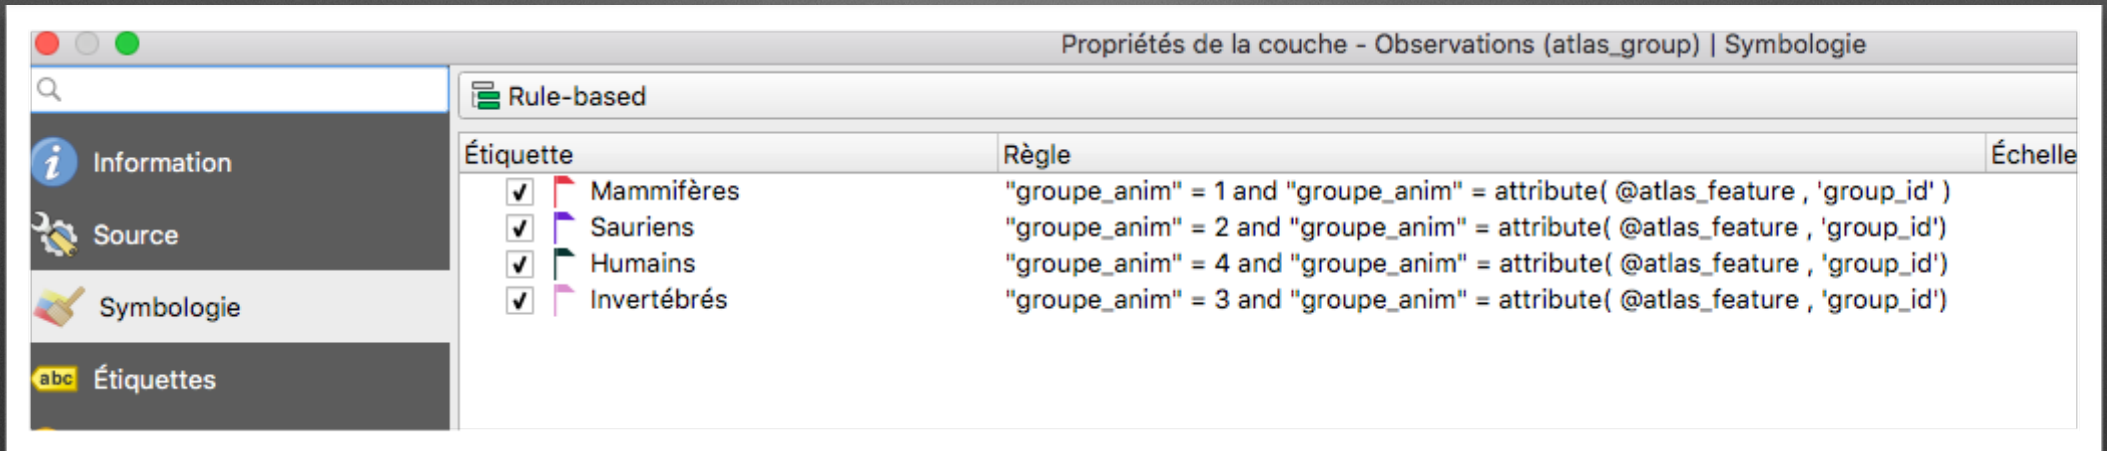 Propriétés de la couche - Observations (atlas_group) | Symbologie
Rule-based
Information
Source
Symbologie
abc Étiquettes
Étiquette Règle Échelle
Mammifères "groupe_anim" = 1 and "groupe_anim" = attribute( @atlas_feature , 'group_id' )
Sauriens "groupe_anim" = 2 and "groupe_anim" = attribute( @atlas_feature , 'group_id')
Humains "groupe_anim" = 4 and "groupe_anim" = attribute( @atlas_feature , 'group_id')
Invertébrés "groupe_anim" = 3 and "groupe_anim" = attribute( @atlas_feature , 'group_id')